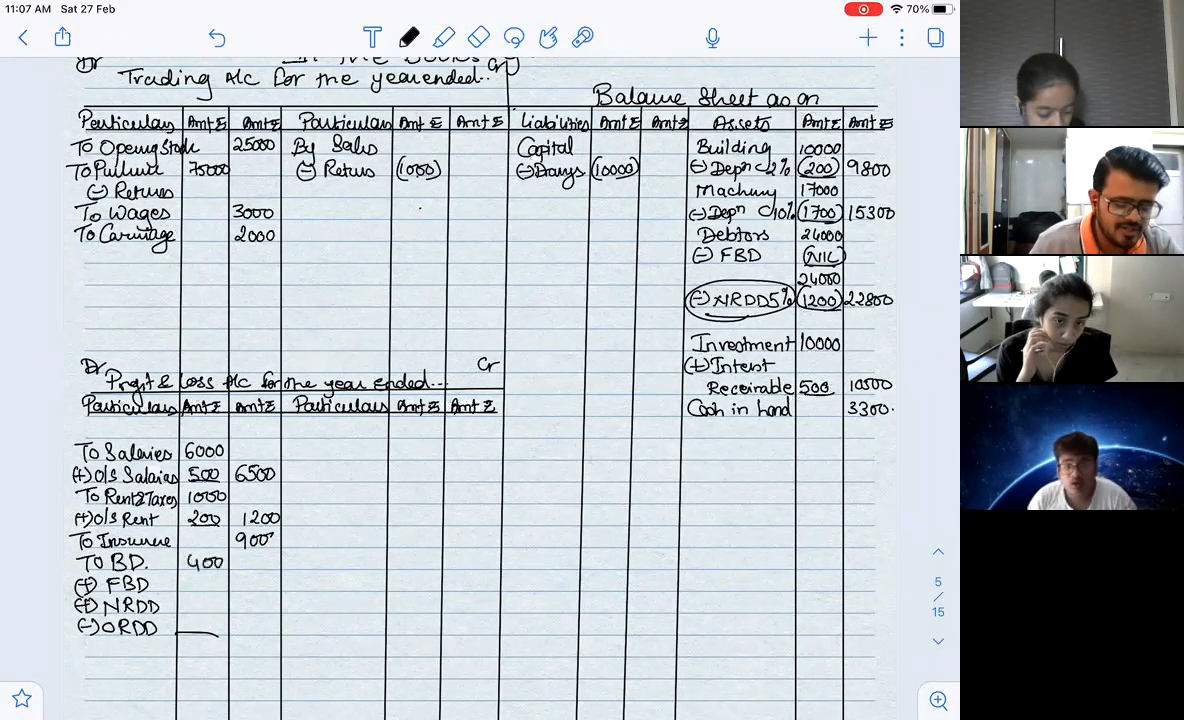 11:07 AM Sat 27 Feb
70%
Dr In the Books
Cr
Trading A/c for the year ended..
Balance Sheet as on
Particulars Amt ₹ Amt ₹ Particulars Amt ₹ Amt ₹ Liabilities Amt ₹ Amt ₹ Assets Amt ₹ Amt ₹
To Opening Stock 25000 By Sales Capital Building 10000
75000 (-) Returns (1000) (10000) (-) Depn 2% (200) 9800
(-) Returns Machinery 17000
To Wages 3000 (-) Depn 10% (1700) 15300
To Carriage 2000 Debtors 24000
(-) FBD (NIL)
24000
(-) NRDD 5% (1200) 22800
Investment 10000
(+) Interest
Receivable 500 10500
Cash in hand 3300
Dr Cr
Profit & Loss A/c for the year ended...
Particulars Amt ₹ Amt ₹ Particulars Amt ₹ Amt ₹
To Salaries 6000
(+) O/S Salaries 500 6500
To Rent & Taxes 1000
(+) O/S Rent 200 1200
To Insurance 900
To BD. 400
(+) FBD
(+) NRDD
(-) ORDD
5
/
15